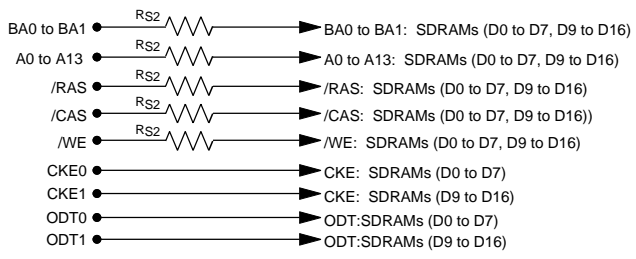 BA0 to BA1 RS2 BA0 to BA1: SDRAMs (D0 to D7, D9 to D16)
A0 to A13 RS2 A0 to A13: SDRAMs (D0 to D7, D9 to D16)
/RAS RS2 /RAS: SDRAMs (D0 to D7, D9 to D16)
/CAS RS2 /CAS: SDRAMs (D0 to D7, D9 to D16))
/WE RS2 /WE: SDRAMs (D0 to D7, D9 to D16)
CKE0 CKE: SDRAMs (D0 to D7)
CKE1 CKE: SDRAMs (D9 to D16)
ODT0 ODT:SDRAMs (D0 to D7)
ODT1 ODT:SDRAMs (D9 to D16)